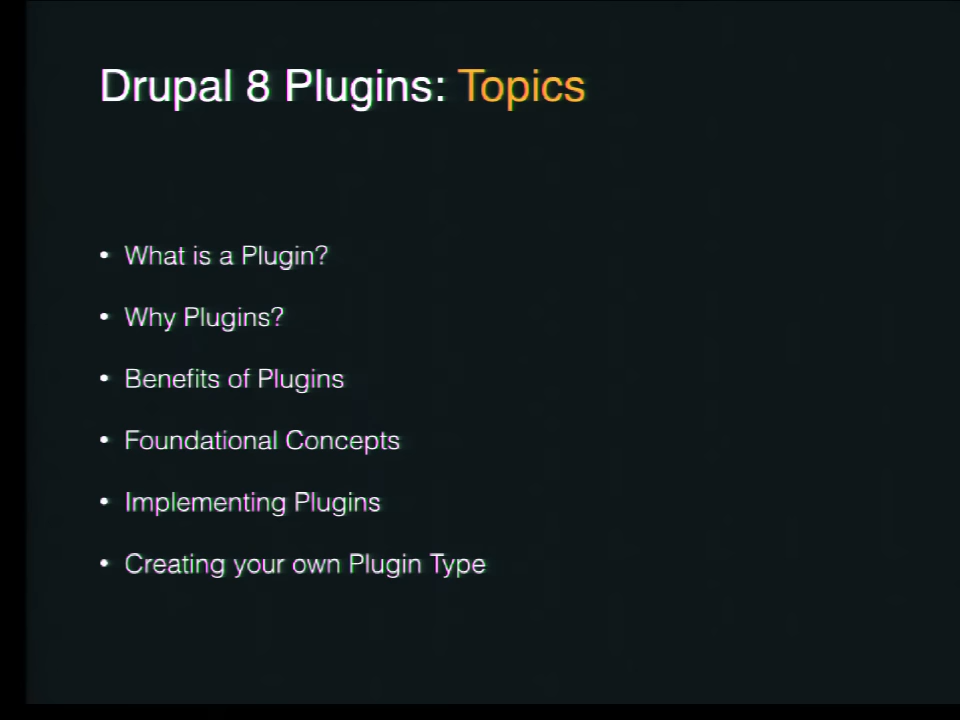 Drupal 8 Plugins: Topics
• What is a Plugin?
• Why Plugins?
• Benefits of Plugins
• Foundational Concepts
• Implementing Plugins
• Creating your own Plugin Type